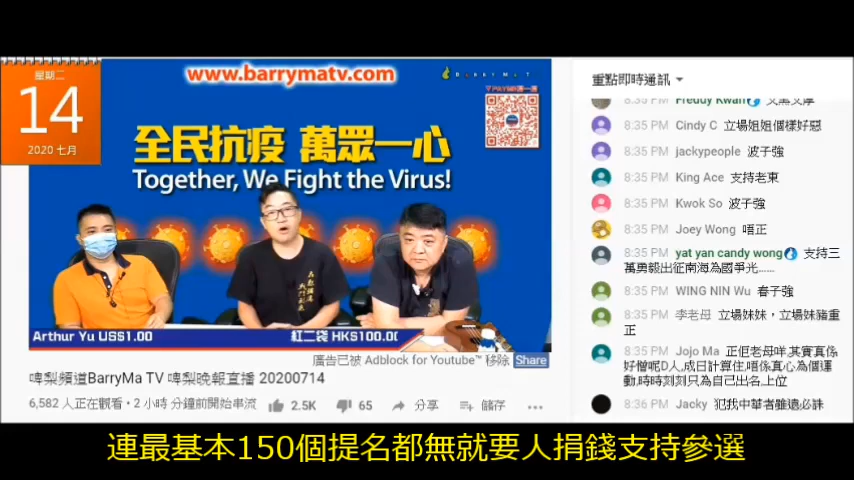 星期二
14
2020 七月
www.barrymatv.com
BARRYMAT
全民抗疫 萬眾一心
Together, We Fight the Virus!
Arthur Yu US$1.00
紅二袋 HK$100.00
廣告已被 Adblock for Youtube™ 移除 Share
啤梨頻道BarryMa TV 啤梨晚報直播 20200714
6,582 人正在觀看・2 小時 分鐘前開始串流
2.5K
65
分享
儲存
重點即時通訊
8:35 PM Freddy Kwan
8:35 PM Cindy C 立場姐姐個樣好惡
8:35 PM jackypeople 波子強
8:35 PM King Ace 支持老東
8:35 PM Kwok So 波子強
8:35 PM Joey Wong 唔正
8:35 PM yat yan candy wong 支持三
萬勇報出征南海為國爭光......
8:35 PM WING NIN Wu 春子強
8:35 PM 李老母 立場妹妹，立場妹豬重
正
8:35 PM Jojo Ma 正佢老母咩,其實真係
好憎呢D人,成日計算住,唔係真心為個運
動,時時刻刻只為自己出名,上位
8:36 PM Jacky 犯我中華者雖遠必誅
連最基本150個提名都無就要人捐錢支持參選